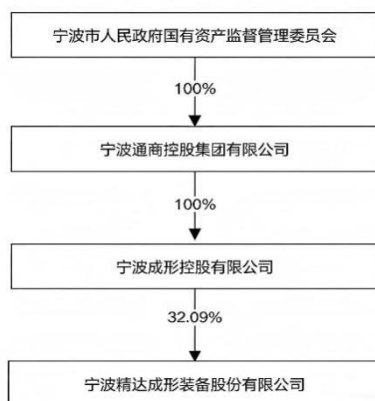 宁波市人民政府国有资产监督管理委员会
100%
宁波通商控股集团有限公司
100%
宁波成形控股有限公司
32.09%
宁波精达成形装备股份有限公司